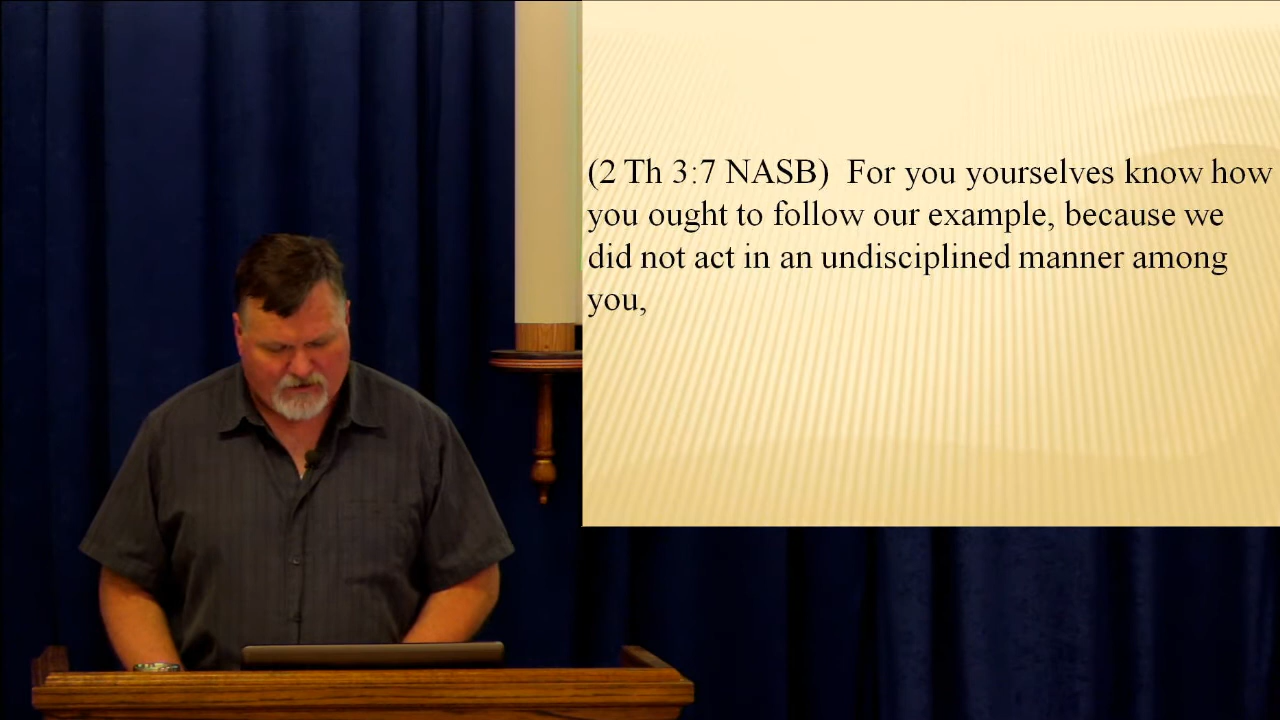 (2 Th 3:7 NASB)  For you yourselves know how
you ought to follow our example, because we
did not act in an undisciplined manner among
you,